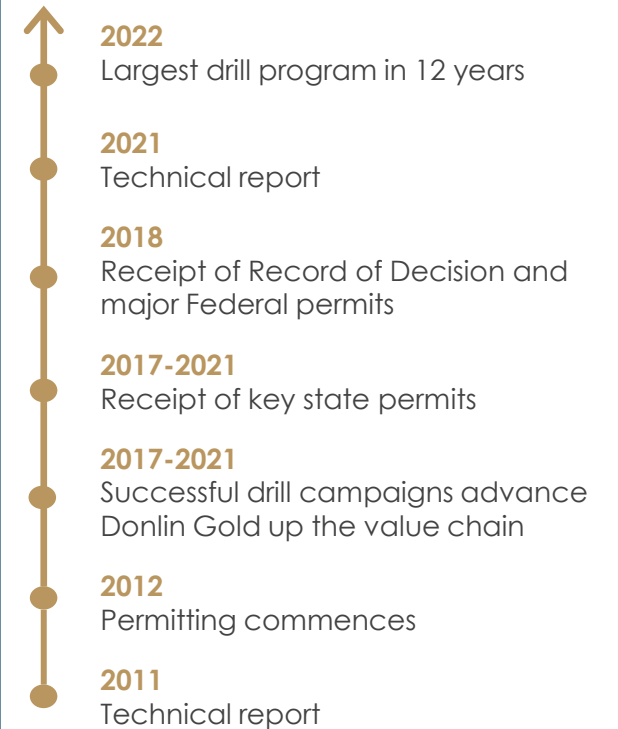 2022
Largest drill program in 12 years
2021
Technical report
2018
Receipt of Record of Decision and
major Federal permits
2017-2021
Receipt of key state permits
2017-2021
Successful drill campaigns advance
Donlin Gold up the value chain
2012
Permitting commences
2011
Technical report